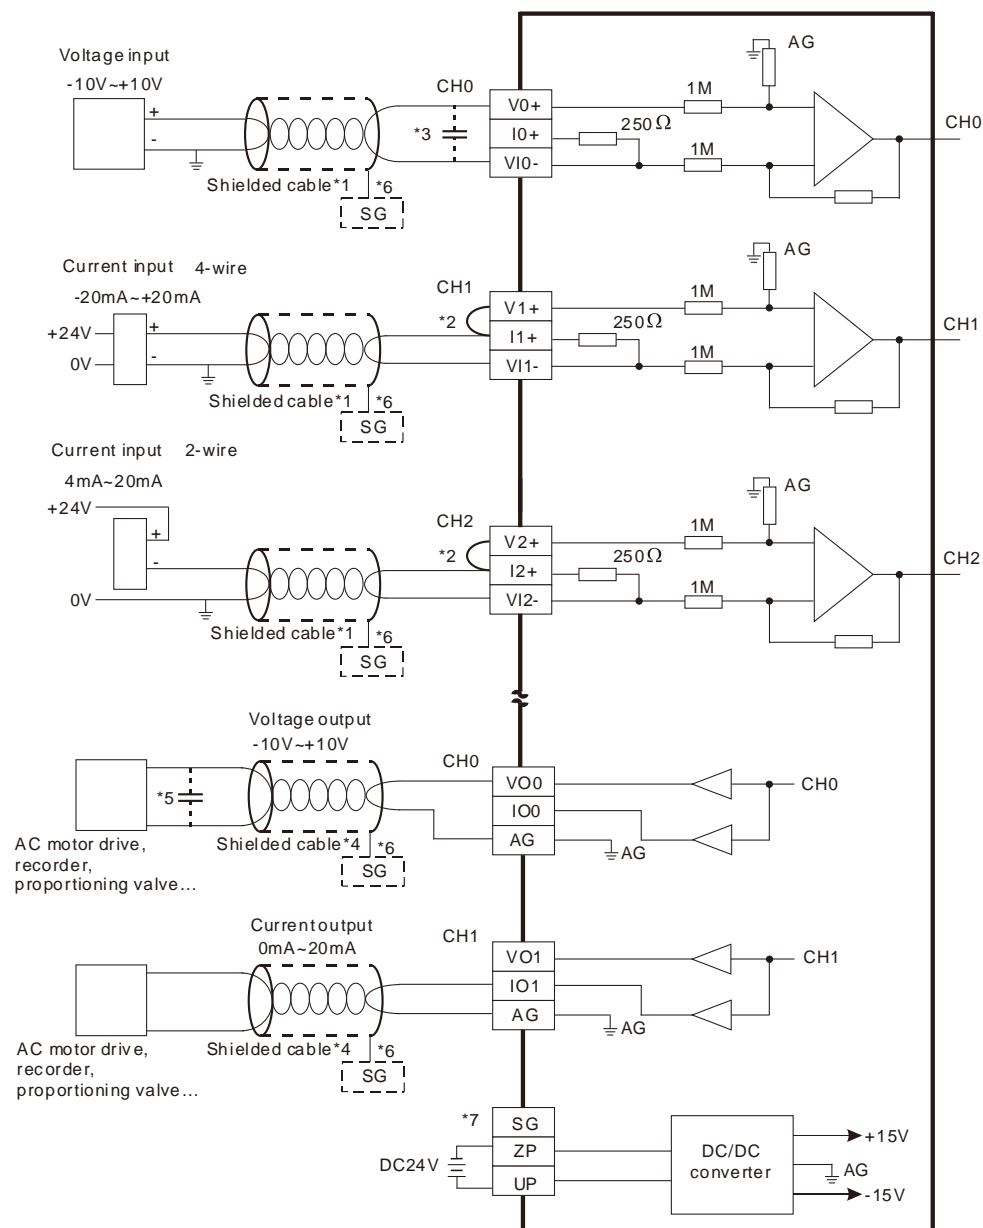 Voltage input
-10V~+10V
+
-
CH0
*3
Shielded cable*1
*6
SG
V0+
I0+
VI0-
250Ω
1M
1M
AG
CH0
Current input 4-wire
-20mA~+20mA
+24V
0V
+
-
CH1
*2
Shielded cable*1
*6
SG
V1+
I1+
VI1-
250Ω
1M
1M
AG
CH1
Current input 2-wire
4mA~20mA
+24V
+
-
0V
CH2
*2
Shielded cable*1
*6
SG
V2+
I2+
VI2-
250Ω
1M
1M
AG
CH2
Voltage output
-10V~+10V
*5
CH0
Shielded cable*4
*6
SG
AC motor drive,
recorder,
proportioning valve...
VO0
IO0
AG
AG
CH0
Current output
0mA~20mA
CH1
Shielded cable*4
*6
SG
AC motor drive,
recorder,
proportioning valve...
VO1
IO1
AG
AG
CH1
*7
DC24V
SG
ZP
UP
DC/DC
converter
+15V
AG
-15V